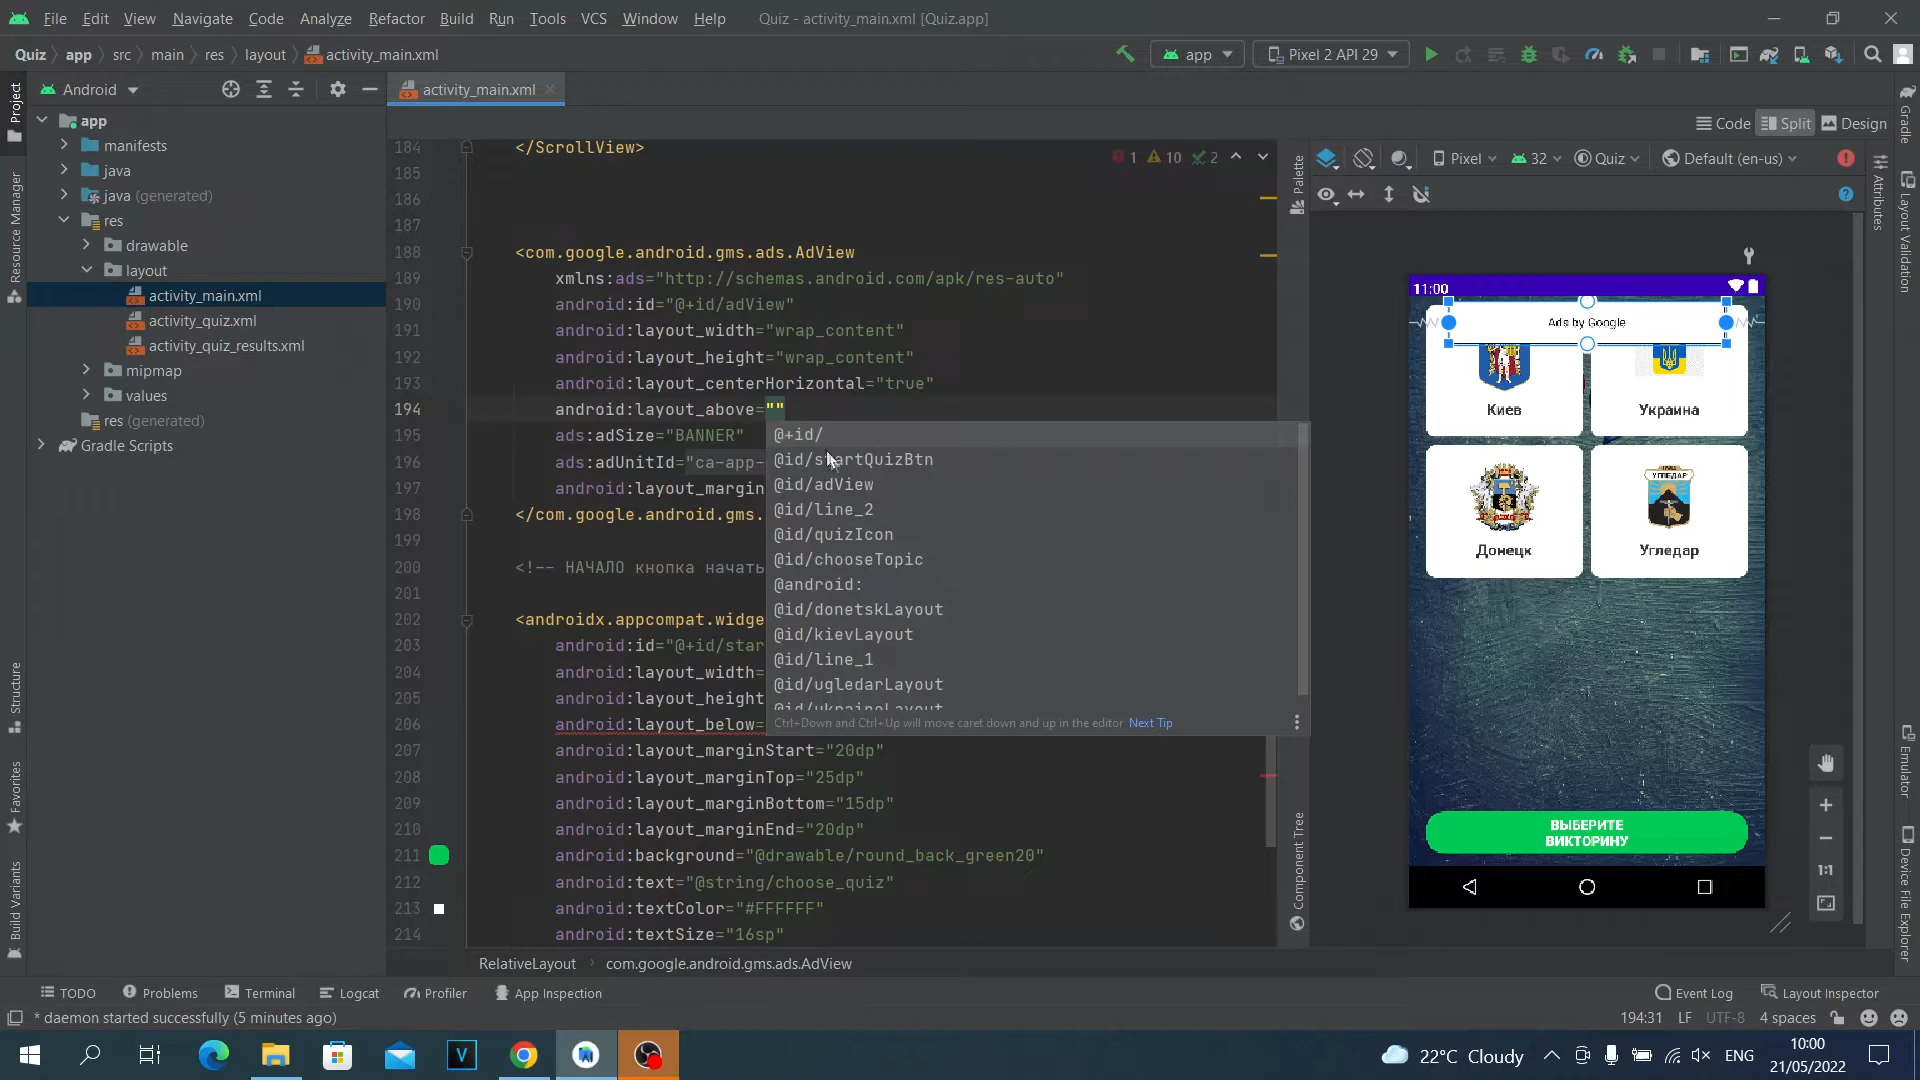 File Edit View Navigate Code Analyze Refactor Build Run Tools VCS Window Help Quiz - activity_main.xml [Quiz.app]
Quiz app src main res layout activity_main.xml
app Pixel 2 API 29
Android
activity_main.xml
Code Split Design
Project
Resource Manager
Structure
Favorites
Build Variants
app
manifests
java
java (generated)
res
drawable
layout
activity_main.xml
activity_quiz.xml
activity_quiz_results.xml
mipmap
values
res (generated)
Gradle Scripts
1 10 2
184 </ScrollView>
185
186
187
188 <com.google.android.gms.ads.AdView
189 xmlns:ads="http://schemas.android.com/apk/res-auto"
190 android:id="@+id/adView"
191 android:layout_width="wrap_content"
192 android:layout_height="wrap_content"
193 android:layout_centerHorizontal="true"
194 android:layout_above=""
195 ads:adSize="BANNER"
196 ads:adUnitId="ca-app-
197 android:layout_margin
198 </com.google.android.gms.
199
200 <!-- НАЧАЛО кнопка начать
201
202 <androidx.appcompat.widge
203 android:id="@+id/star
204 android:layout_width=
205 android:layout_height
206 android:layout_below=
207 android:layout_marginStart="20dp"
208 android:layout_marginTop="25dp"
209 android:layout_marginBottom="15dp"
210 android:layout_marginEnd="20dp"
211 android:background="@drawable/round_back_green20"
212 android:text="@string/choose_quiz"
213 android:textColor="#FFFFFF"
214 android:textSize="16sp"
@+id/
@id/startQuizBtn
@id/adView
@id/line_2
@id/quizIcon
@id/chooseTopic
@android:
@id/donetskLayout
@id/kievLayout
@id/line_1
@id/ugledarLayout
@id/ukraineLayout
Ctrl+Down and Ctrl+Up will move caret down and up in the editor Next Tip
RelativeLayout com.google.android.gms.ads.AdView
Palette
Component Tree
Pixel 32 Quiz Default (en-us)
11:00
Ads by Google
Киев
Украина
УГЛЕДАР
Донецк
Угледар
ВЫБЕРИТЕ
ВИКТОРИНУ
1:1
Attributes
Gradle
Layout Validation
Emulator
Device File Explorer
TODO Problems Terminal Logcat Profiler App Inspection Event Log Layout Inspector
* daemon started successfully (5 minutes ago) 194:31 LF UTF-8 4 spaces
V
22°C Cloudy ENG
10:00
21/05/2022